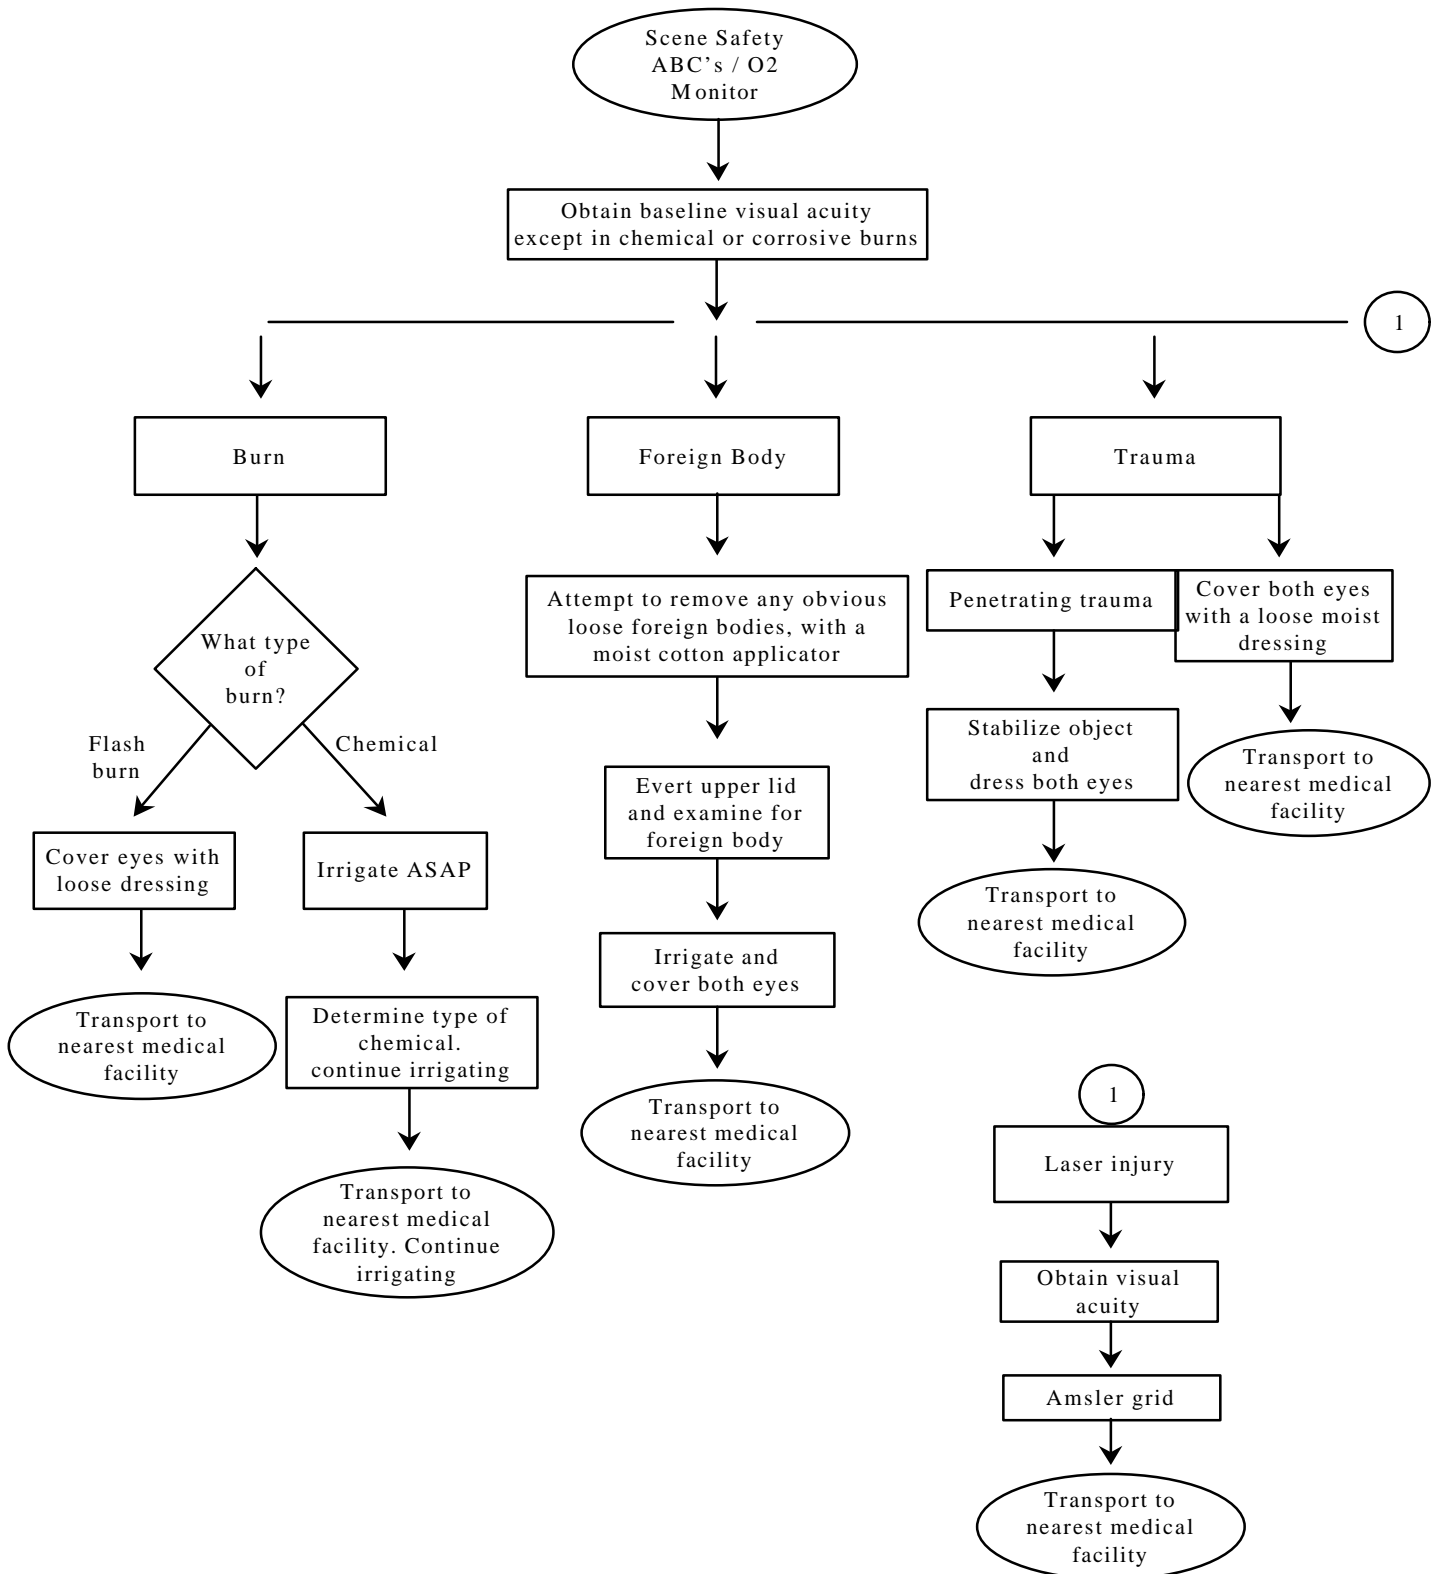 Scene Safety
ABC's / O2
Monitor
Obtain baseline visual acuity
except in chemical or corrosive burns
1
Burn
Foreign Body
Trauma
What type
of
burn?
Flash
burn
Chemical
Cover eyes with
loose dressing
Transport to
nearest medical
facility
Irrigate ASAP
Determine type of
chemical.
continue irrigating
Transport to
nearest medical
facility. Continue
irrigating
Attempt to remove any obvious
loose foreign bodies, with a
moist cotton applicator
Evert upper lid
and examine for
foreign body
Irrigate and
cover both eyes
Transport to
nearest medical
facility
Penetrating trauma
Stabilize object
and
dress both eyes
Transport to
nearest medical
facility
Cover both eyes
with a loose moist
dressing
Transport to
nearest medical
facility
1
Laser injury
Obtain visual
acuity
Amsler grid
Transport to
nearest medical
facility